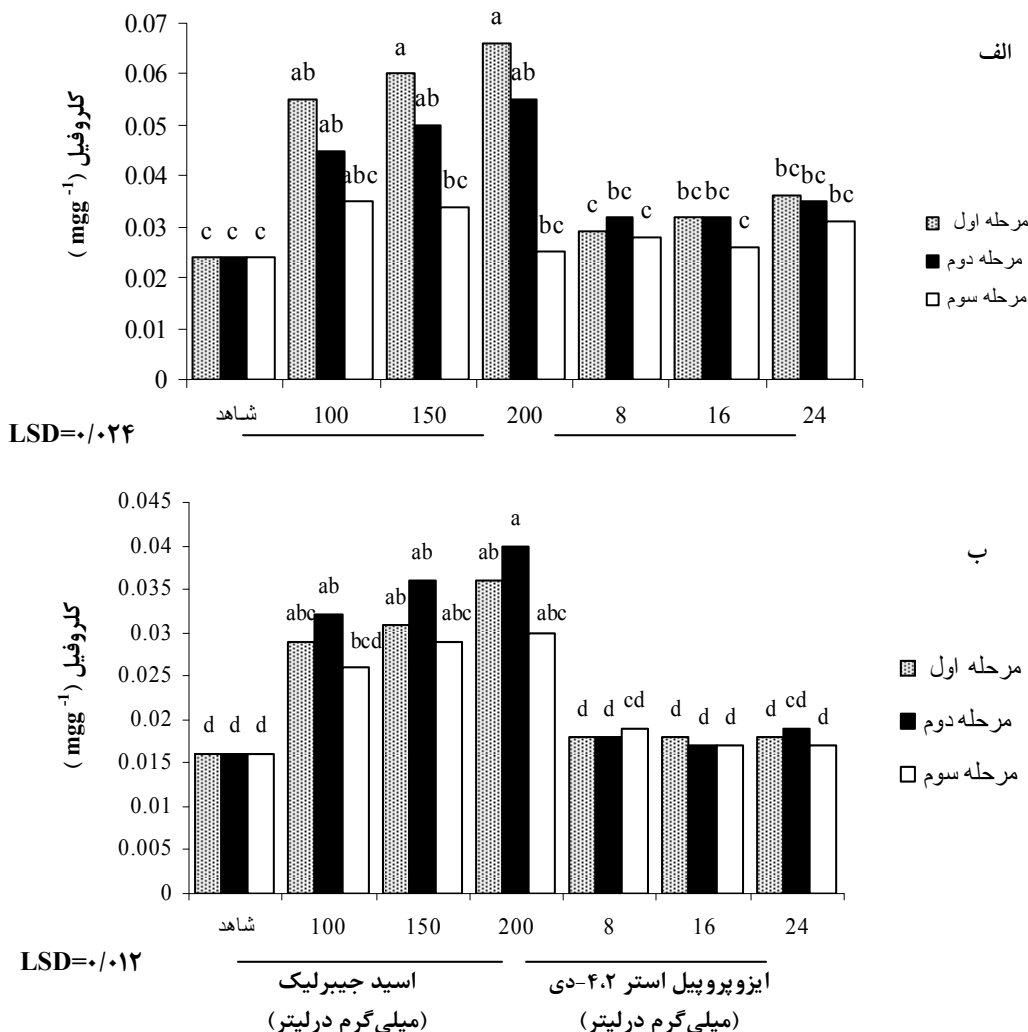 الف
0.07
0.06
0.05
0.04
0.03
0.02
0.01
0
کلروفیل ( mgg -1 )
c c c
ab ab abc
a ab bc
a ab bc
c bc c
bc bc c
bc bc bc
شاهد 100 150 200 8 16 24
مرحله اول
مرحله دوم
مرحله سوم
LSD=۰/۰۲۴
ب
0.045
0.04
0.035
0.03
0.025
0.02
0.015
0.01
0.005
0
کلروفیل ( mgg -1 )
d d d
abc ab bcd
ab ab abc
ab a abc
d d cd
d d d
d cd d
شاهد 100 150 200 8 16 24
مرحله اول
مرحله دوم
مرحله سوم
LSD=۰/۰۱۲
اسید جیبرلیک
(میلی‌گرم درلیتر)
ایزوپروپیل استر ۴،۲-دی
(میلی‌گرم درلیتر)